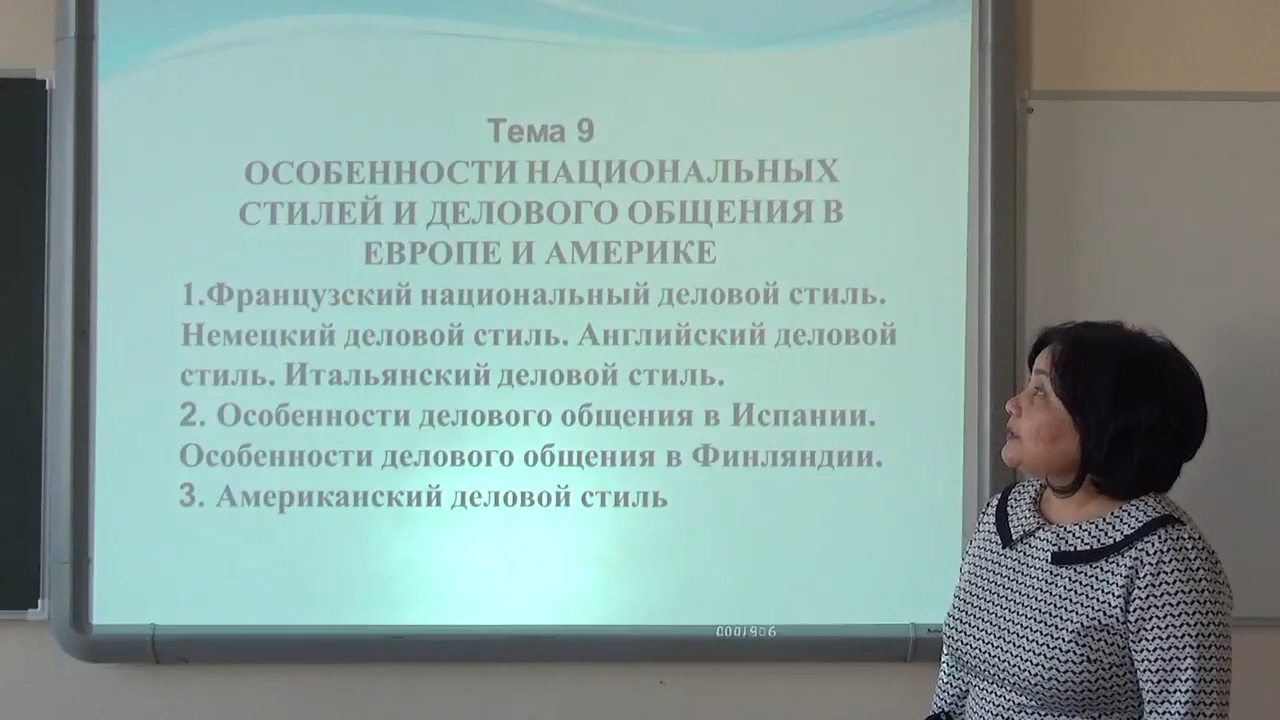 Тема 9
ОСОБЕННОСТИ НАЦИОНАЛЬНЫХ
СТИЛЕЙ И ДЕЛОВОГО ОБЩЕНИЯ В
ЕВРОПЕ И АМЕРИКЕ
1.Французский национальный деловой стиль.
Немецкий деловой стиль. Английский деловой
стиль. Итальянский деловой стиль.
2. Особенности делового общения в Испании.
Особенности делового общения в Финляндии.
3. Американский деловой стиль